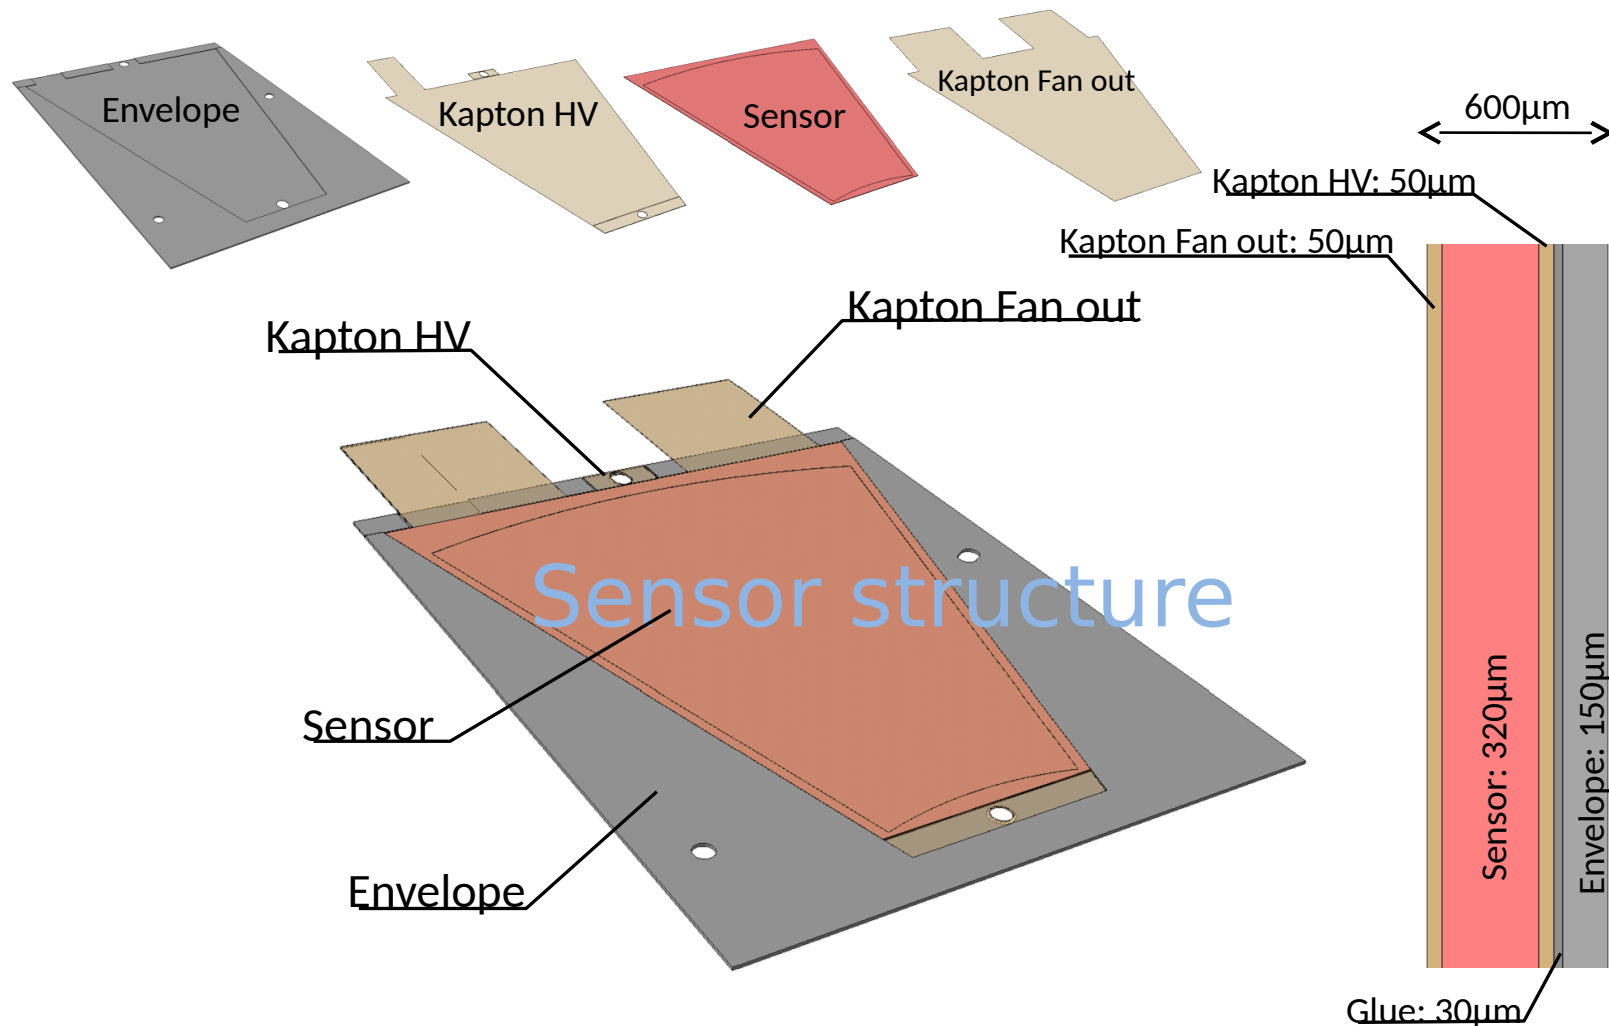 Envelope
Kapton HV
Sensor
Kapton Fan out
600µm
Kapton HV: 50µm
Kapton Fan out: 50µm
Kapton HV
Kapton Fan out
Sensor structure
Sensor
Envelope
Sensor: 320µm
Envelope: 150µm
Glue: 30µm